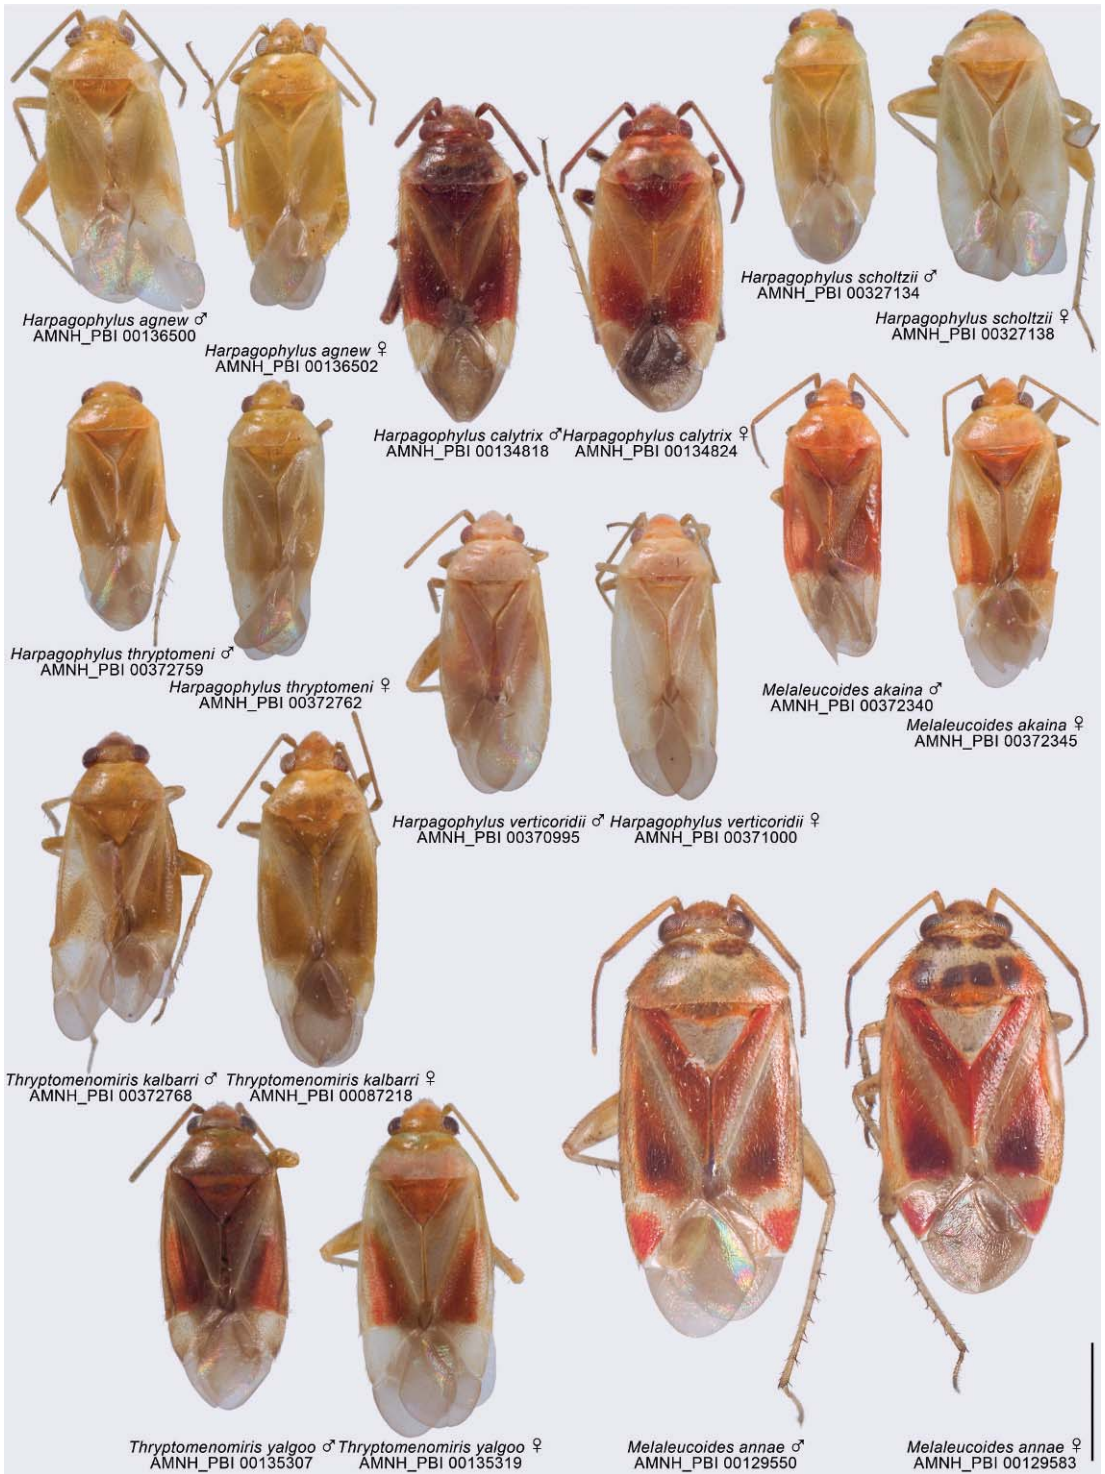 Harpagophylus agnew ♂
AMNH_PBI 00136500
Harpagophylus agnew ♀
AMNH_PBI 00136502
Harpagophylus calytrix ♂
AMNH_PBI 00134818
Harpagophylus calytrix ♀
AMNH_PBI 00134824
Harpagophylus scholtzii ♂
AMNH_PBI 00327134
Harpagophylus scholtzii ♀
AMNH_PBI 00327138
Harpagophylus thryptomeni ♂
AMNH_PBI 00372759
Harpagophylus thryptomeni ♀
AMNH_PBI 00372762
Harpagophylus verticoridii ♂
AMNH_PBI 00370995
Harpagophylus verticoridii ♀
AMNH_PBI 00371000
Melaleucoides akaina ♂
AMNH_PBI 00372340
Melaleucoides akaina ♀
AMNH_PBI 00372345
Thryptomenomiris kalbarri ♂
AMNH_PBI 00372768
Thryptomenomiris kalbarri ♀
AMNH_PBI 00087218
Thryptomenomiris yalgoo ♂
AMNH_PBI 00135307
Thryptomenomiris yalgoo ♀
AMNH_PBI 00135319
Melaleucoides annae ♂
AMNH_PBI 00129550
Melaleucoides annae ♀
AMNH_PBI 00129583